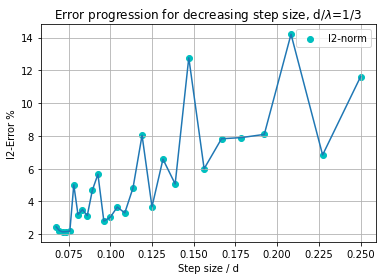 Error progression for decreasing step size, d/λ=1/3
l2-norm
14
12
10
8
6
4
2
l2-Error %
0.075 0.100 0.125 0.150 0.175 0.200 0.225 0.250
Step size / d